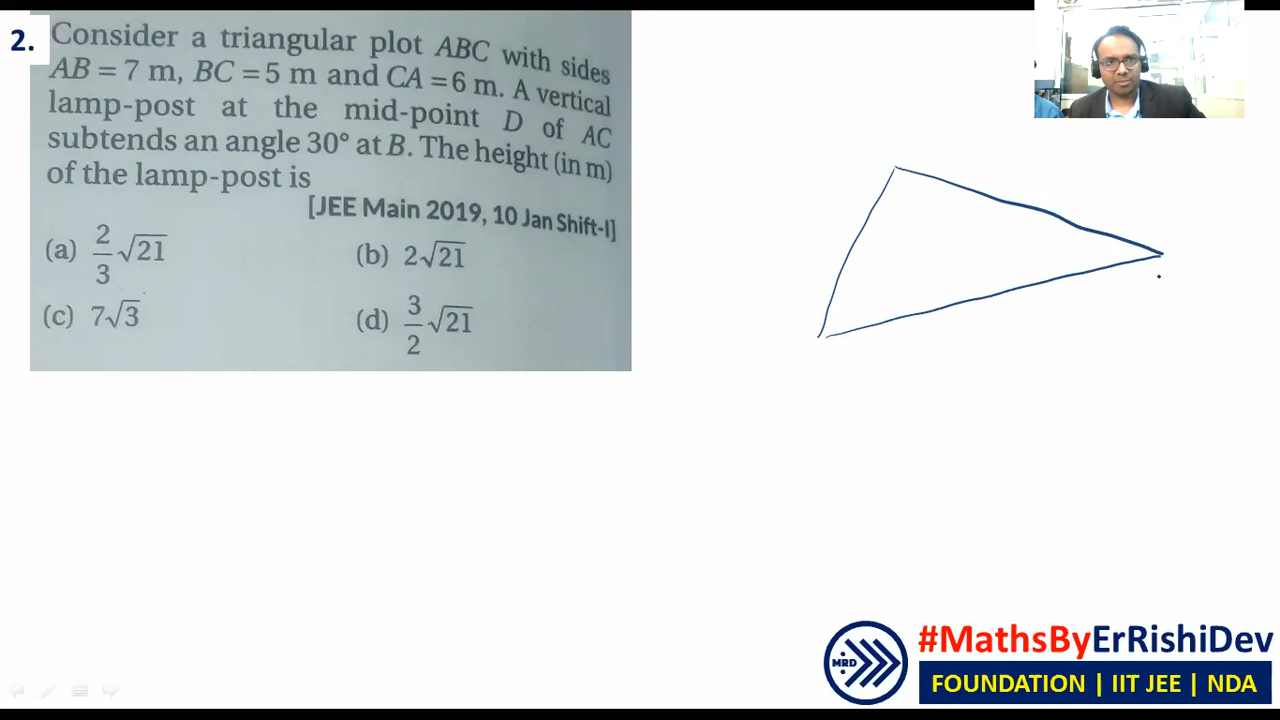 2.
Consider a triangular plot ABC with sides
AB = 7 m, BC = 5 m and CA = 6 m. A vertical
lamp-post at the mid-point D of AC
subtends an angle 30° at B. The height (in m)
of the lamp-post is
[JEE Main 2019, 10 Jan Shift-I]
(a) 2/3 √21 (b) 2√21
(c) 7√3 (d) 3/2 √21
MRD
#MathsByErRishiDev
FOUNDATION | IIT JEE | NDA